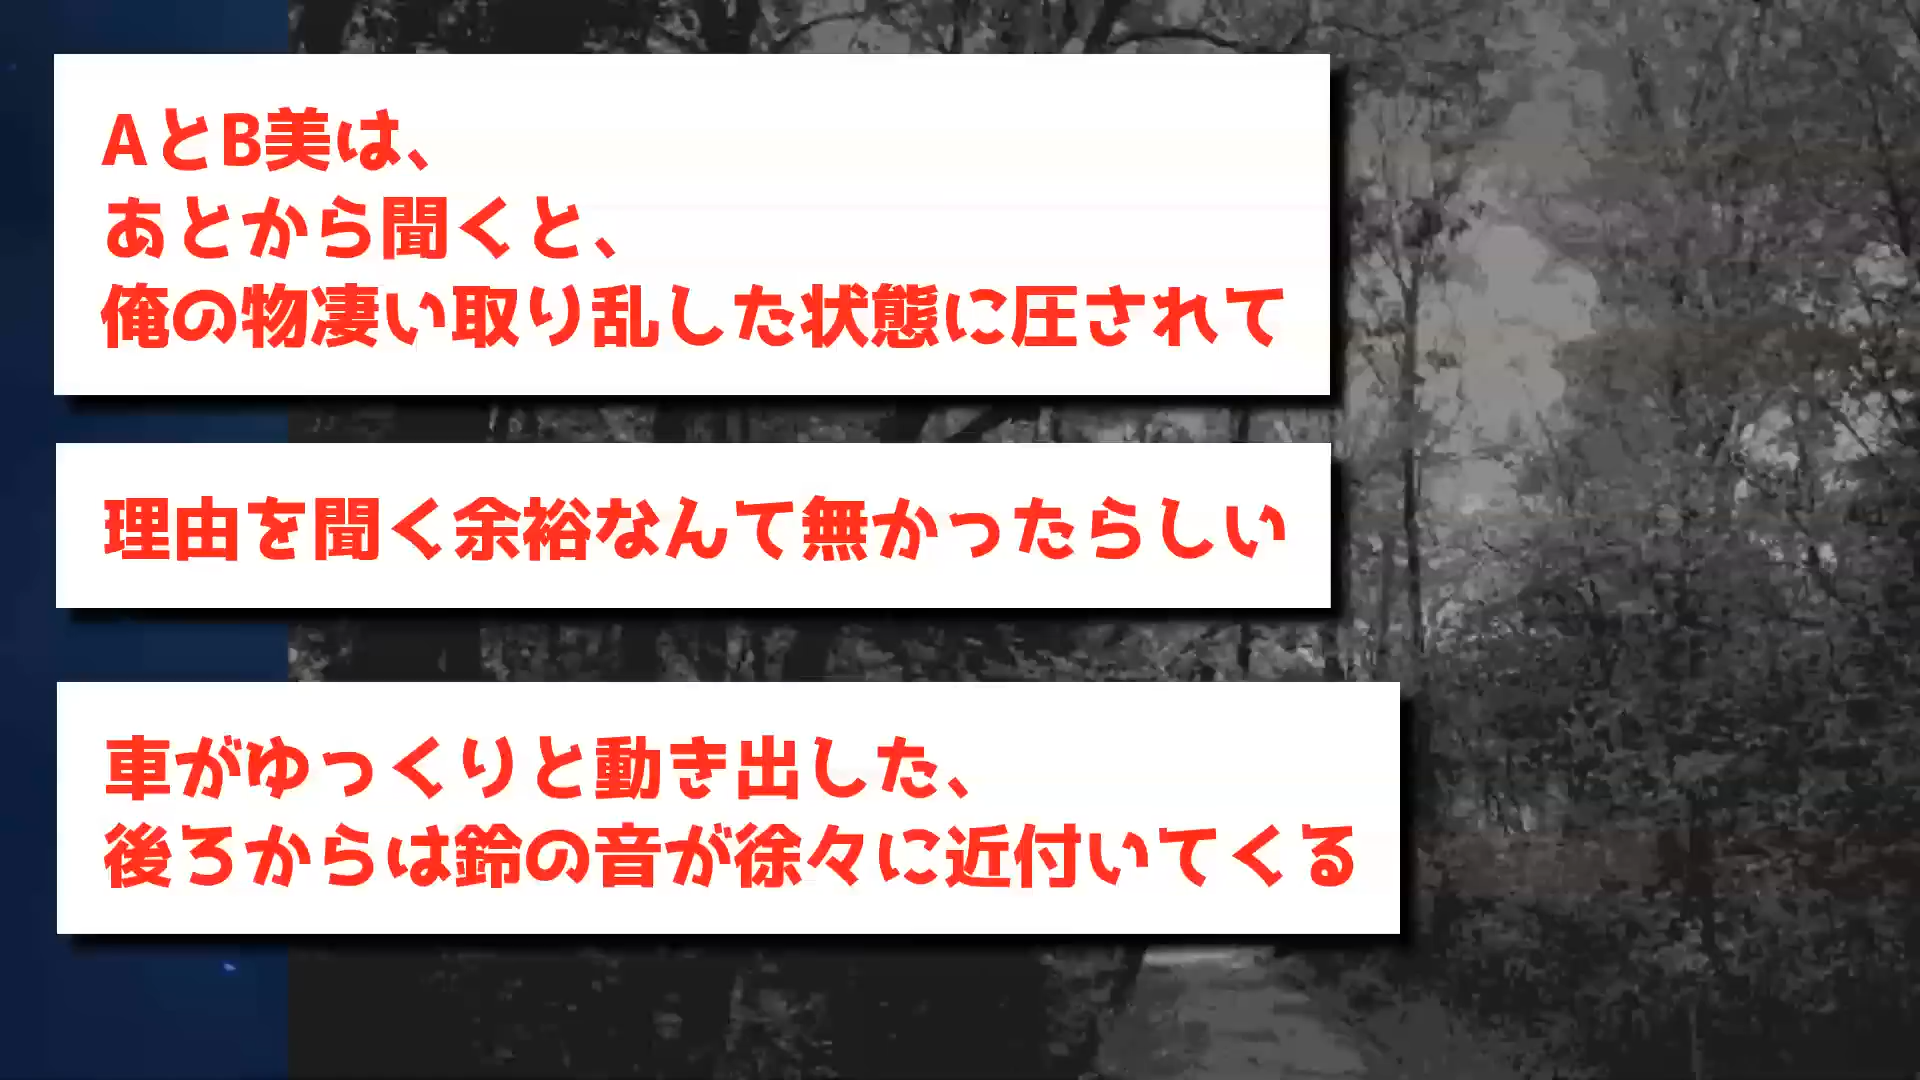 AとB美は、
あとから聞くと、
俺の物凄い取り乱した状態に圧されて
理由を聞く余裕なんて無かったらしい
車がゆっくりと動き出した、
後ろからは鈴の音が徐々に近付いてくる